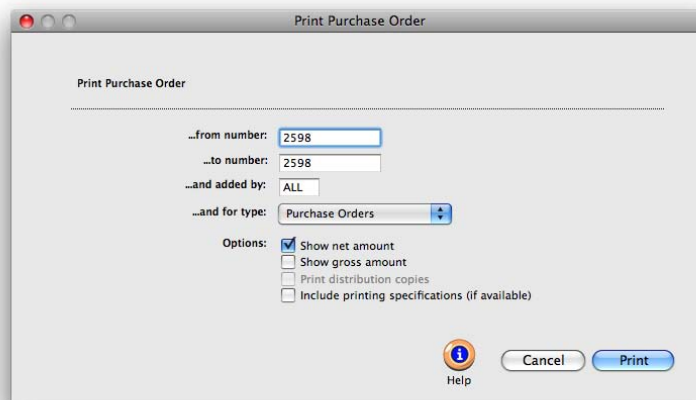 Print Purchase Order
Print Purchase Order
...from number: 2598
...to number: 2598
...and added by: ALL
...and for type: Purchase Orders
Options: Show net amount
Show gross amount
Print distribution copies
Include printing specifications (if available)
Help Cancel Print